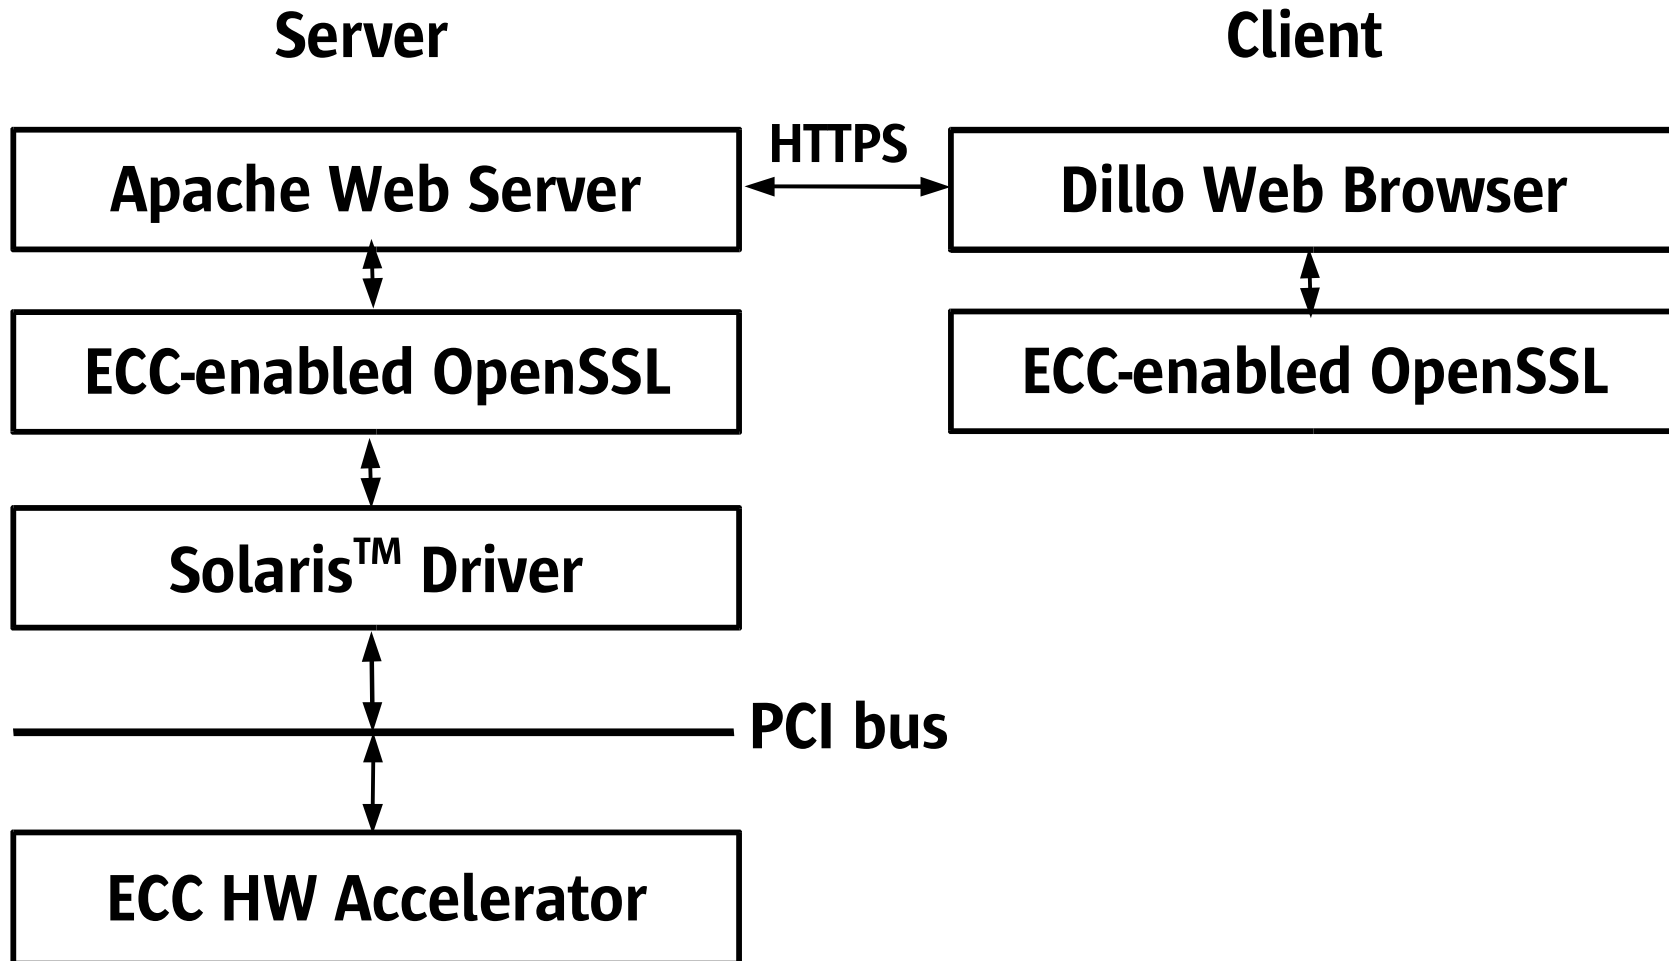 Server
Client
HTTPS
Apache Web Server
Dillo Web Browser
ECC-enabled OpenSSL
ECC-enabled OpenSSL
Solaris™ Driver
PCI bus
ECC HW Accelerator